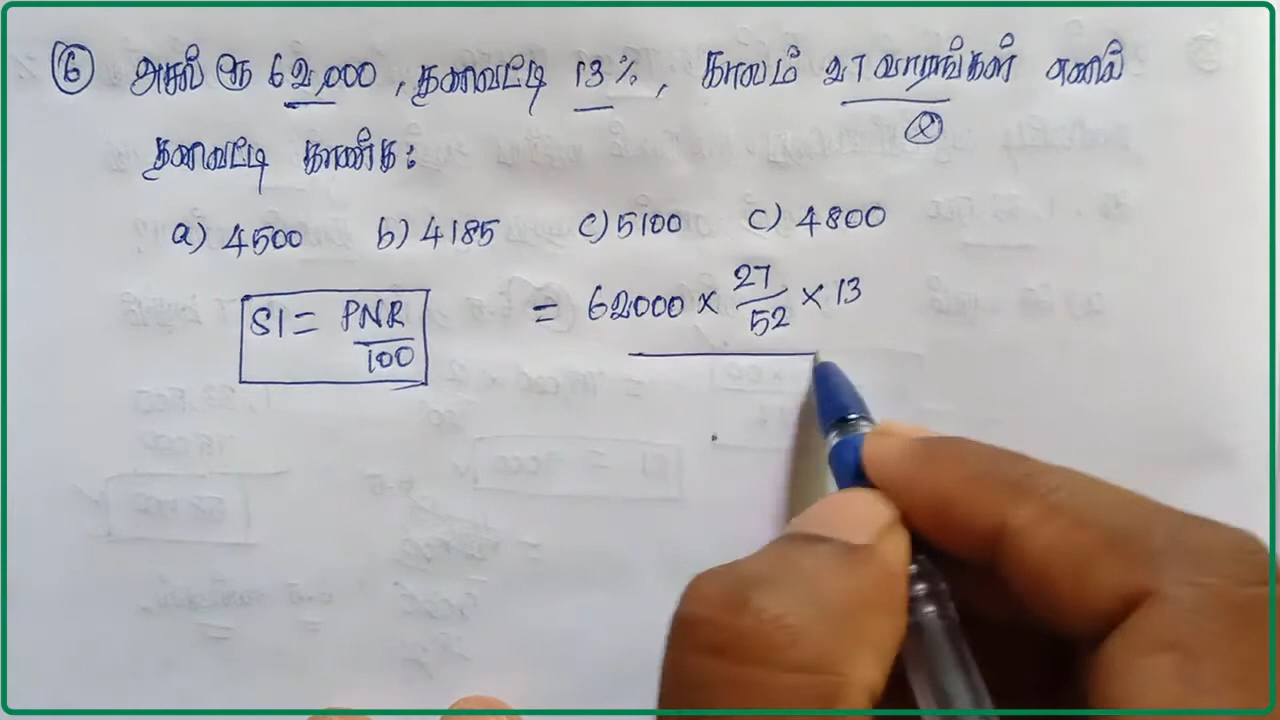 6 அசல் ரூ 62,000 , தனிவட்டி 13% , காலம் 27 வாரங்கள் எனில்
தனிவட்டி காண்க:
a) 4500 b) 4185 c) 5100 c) 4800
SI = PNR / 100 = 62000 × 27/52 × 13